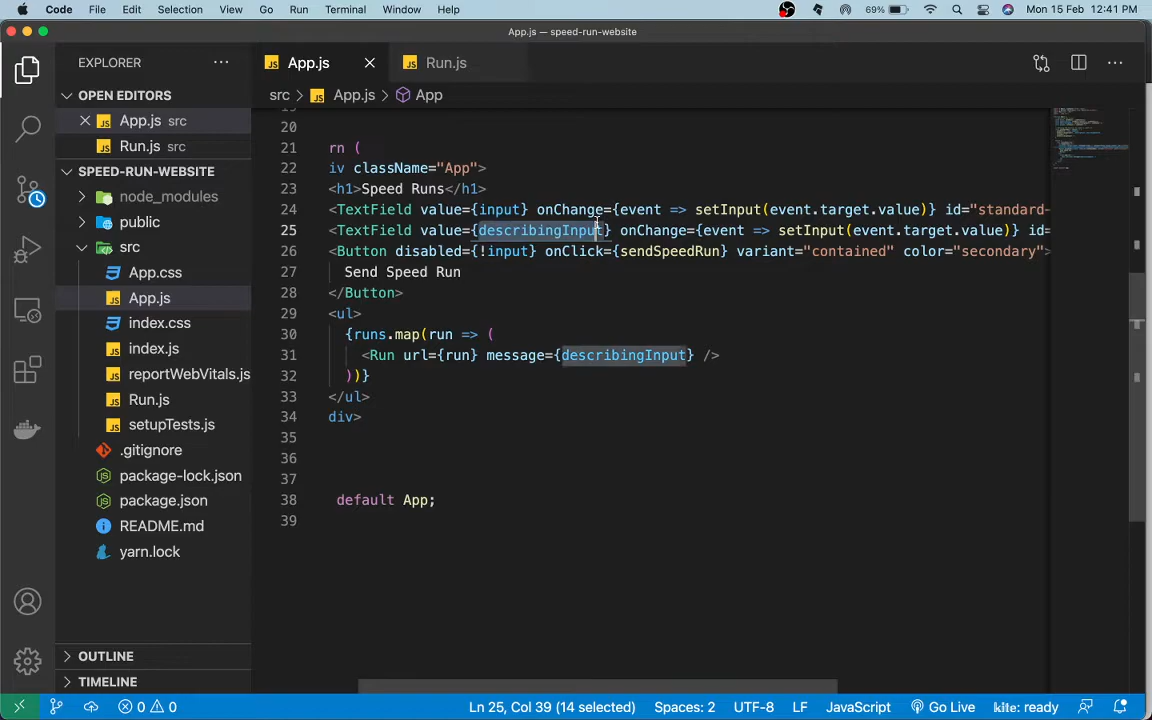 Code File Edit Selection View Go Run Terminal Window Help 69% Mon 15 Feb 12:41 PM
App.js — speed-run-website
EXPLORER
App.js
Run.js
OPEN EDITORS
src > App.js > App
App.js src
Run.js src
SPEED-RUN-WEBSITE
node_modules
public
src
App.css
App.js
index.css
index.js
reportWebVitals.js
Run.js
setupTests.js
.gitignore
package-lock.json
package.json
README.md
yarn.lock
OUTLINE
TIMELINE
20
21 rn (
22 iv className="App">
23 <h1>Speed Runs</h1>
24 <TextField value={input} onChange={event => setInput(event.target.value)} id="standard-
25 <TextField value={describingInput} onChange={event => setInput(event.target.value)} id=
26 <Button disabled={!input} onClick={sendSpeedRun} variant="contained" color="secondary">
27 Send Speed Run
28 </Button>
29 <ul>
30 {runs.map(run => (
31 <Run url={run} message={describingInput} />
32 ))}
33 </ul>
34 div>
35
36
37
38 default App;
39
0 0 Ln 25, Col 39 (14 selected) Spaces: 2 UTF-8 LF JavaScript Go Live kite: ready